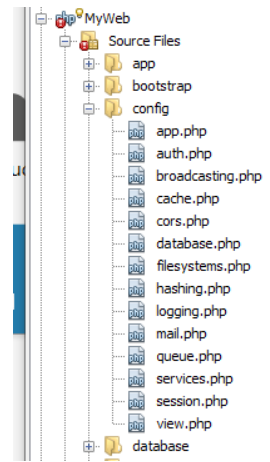 MyWeb
Source Files
app
bootstrap
config
app.php
auth.php
broadcasting.php
cache.php
cors.php
database.php
filesystems.php
hashing.php
logging.php
mail.php
queue.php
services.php
session.php
view.php
database